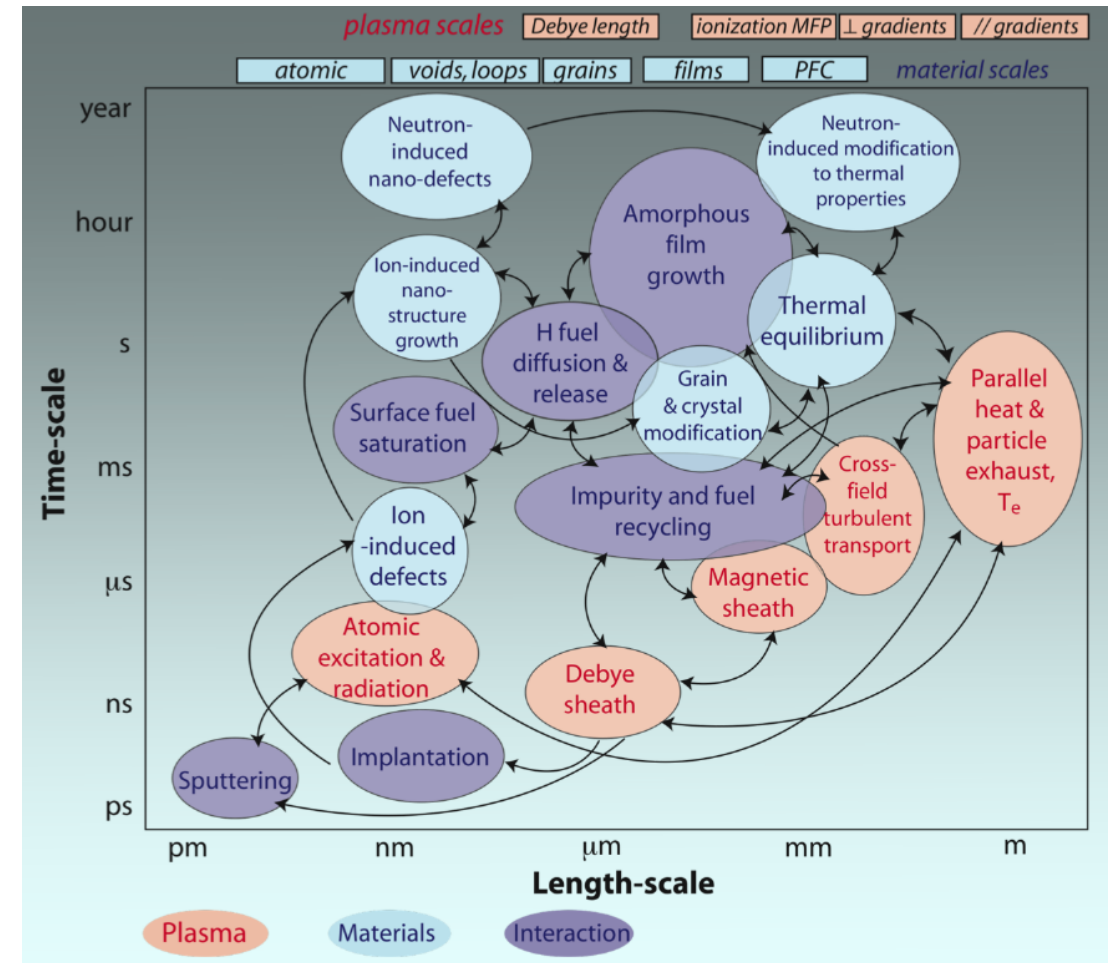 plasma scales
Debye length
ionization MFP
⊥ gradients
// gradients
atomic
voids, loops
grains
films
PFC
material scales
year
hour
s
ms
μs
ns
ps
Time-scale
Neutron-
induced
nano-defects
Neutron-
induced modification
to thermal
properties
Amorphous
film
growth
Ion-induced
nano-
structure
growth
Thermal
equilibrium
H fuel
diffusion &
release
Grain
& crystal
modification
Parallel
heat &
particle
exhaust,
Te
Surface fuel
saturation
Cross-
field
turbulent
transport
Impurity and fuel
recycling
Ion
-induced
defects
Magnetic
sheath
Atomic
excitation &
radiation
Debye
sheath
Implantation
Sputtering
pm
nm
μm
mm
m
Length-scale
Plasma
Materials
Interaction